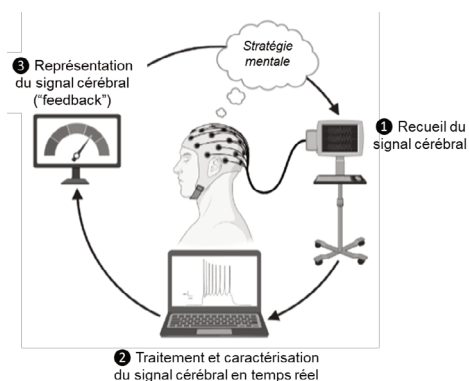 ❸ Représentation
du signal cérébral
("feedback")
Stratégie
mentale
❶ Recueil du
signal cérébral
❷ Traitement et caractérisation
du signal cérébral en temps réel